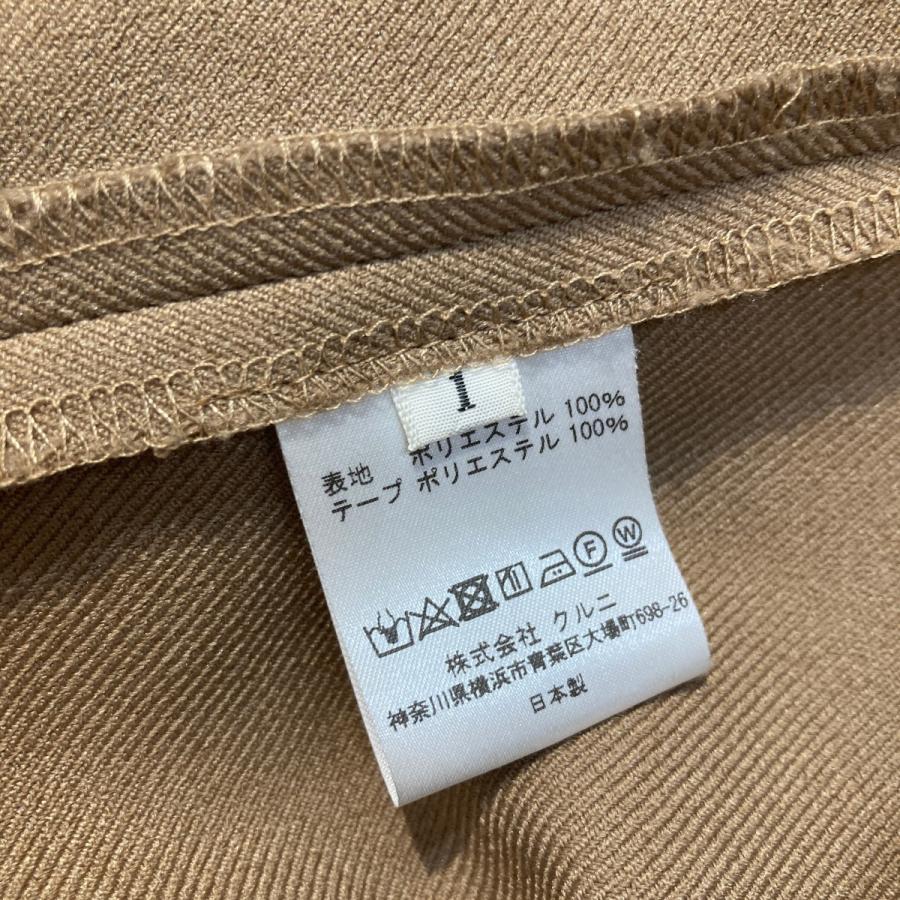 1
表地 ポリエステル 100%
テープ ポリエステル 100%
F W
株式会社 クルニ
神奈川県横浜市青葉区大場町698-26
日本製